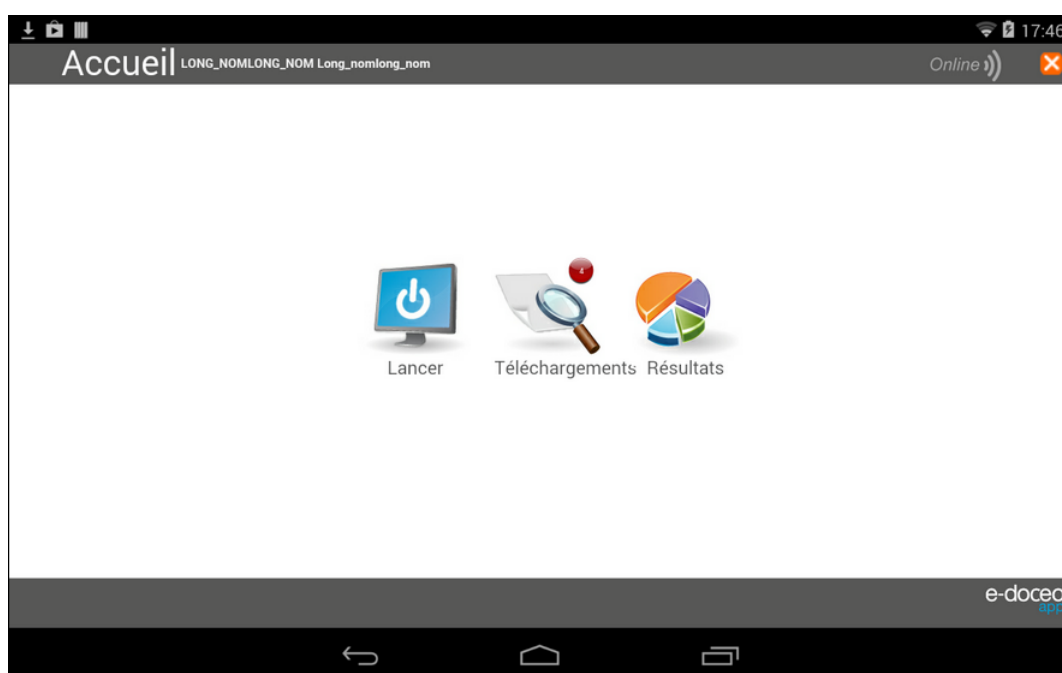 17:46
Accueil LONG_NOMLONG_NOM Long_nomlong_nom Online
4
Lancer Téléchargements Résultats
e-doceo
app